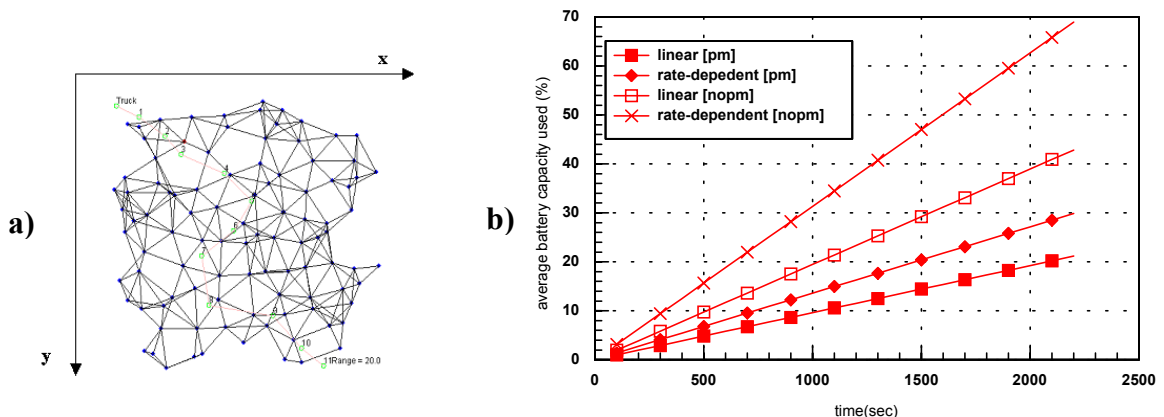 a)
x
y
Truck
1
2
3
4
6
7
8
9
10
11Range = 20.0
b)
average battery capacity used (%)
70
60
50
40
30
20
10
0
linear [pm]
rate-depedent [pm]
linear [nopm]
rate-dependent [nopm]
0 500 1000 1500 2000 2500
time(sec)